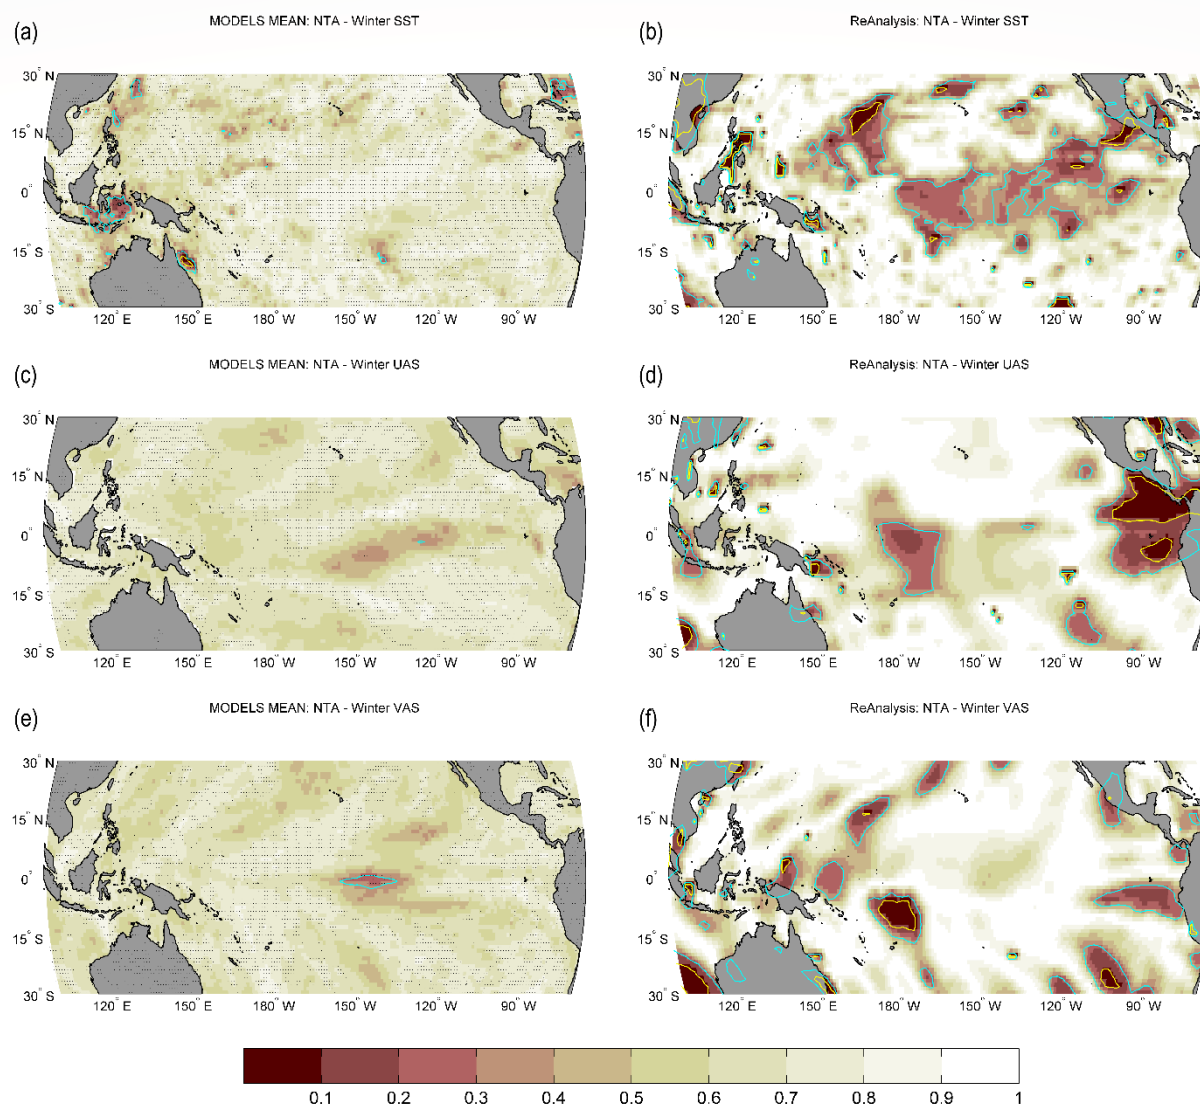 (a) MODELS MEAN: NTA - Winter SST
30° N
15° N
0°
15° S
30° S
120° E 150° E 180° W 150° W 120° W 90° W
(b) ReAnalysis: NTA - Winter SST
30° N
15° N
0°
15° S
30° S
120° E 150° E 180° W 150° W 120° W 90° W
(c) MODELS MEAN: NTA - Winter UAS
30° N
15° N
0°
15° S
30° S
120° E 150° E 180° W 150° W 120° W 90° W
(d) ReAnalysis: NTA - Winter UAS
30° N
15° N
0°
15° S
30° S
120° E 150° E 180° W 150° W 120° W 90° W
(e) MODELS MEAN: NTA - Winter VAS
30° N
15° N
0°
15° S
30° S
120° E 150° E 180° W 150° W 120° W 90° W
(f) ReAnalysis: NTA - Winter VAS
30° N
15° N
0°
15° S
30° S
120° E 150° E 180° W 150° W 120° W 90° W
0.1 0.2 0.3 0.4 0.5 0.6 0.7 0.8 0.9 1